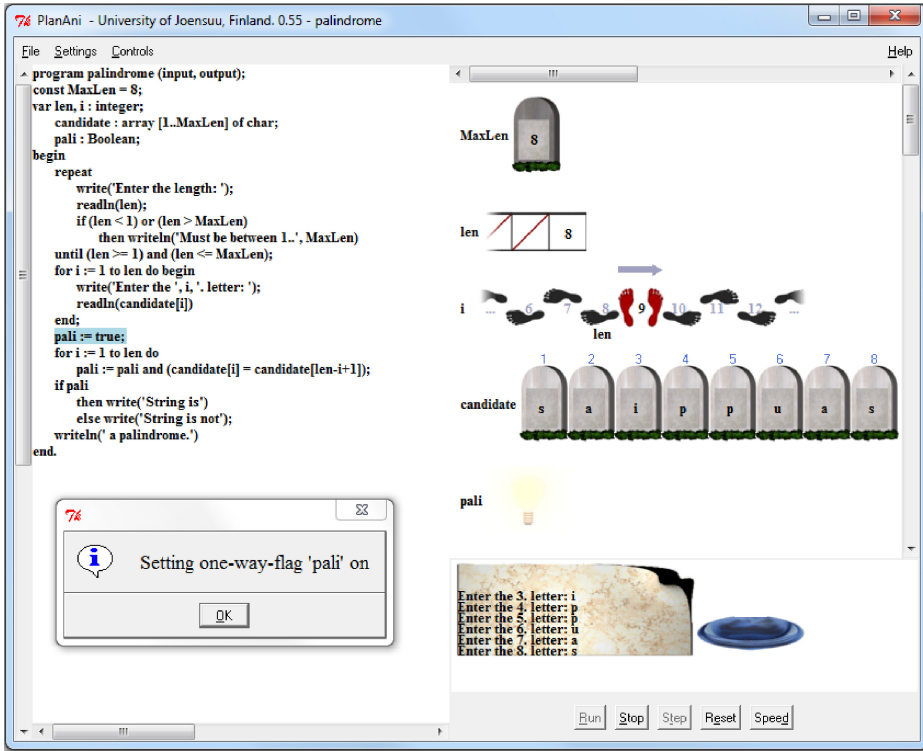 PlanAni - University of Joensuu, Finland. 0.55 - palindrome
File Settings Controls Help
program palindrome (input, output);
const MaxLen = 8;
var len, i : integer;
candidate : array [1..MaxLen] of char;
pali : Boolean;
begin
repeat
write('Enter the length: ');
readln(len);
if (len < 1) or (len > MaxLen)
then writeln('Must be between 1..', MaxLen)
until (len >= 1) and (len <= MaxLen);
for i := 1 to len do begin
write('Enter the ', i, '. letter: ');
readln(candidate[i])
end;
pali := true;
for i := 1 to len do
pali := pali and (candidate[i] = candidate[len-i+1]);
if pali
then write('String is')
else write('String is not');
writeln(' a palindrome.')
end.
Setting one-way-flag 'pali' on
OK
MaxLen 8
len 8
i ... 6 7 8 9 10 11 12 ...
len
1 2 3 4 5 6 7 8
candidate s a i p p u a s
pali
Enter the 3. letter: i
Enter the 4. letter: p
Enter the 5. letter: p
Enter the 6. letter: u
Enter the 7. letter: a
Enter the 8. letter: s
Run Stop Step Reset Speed